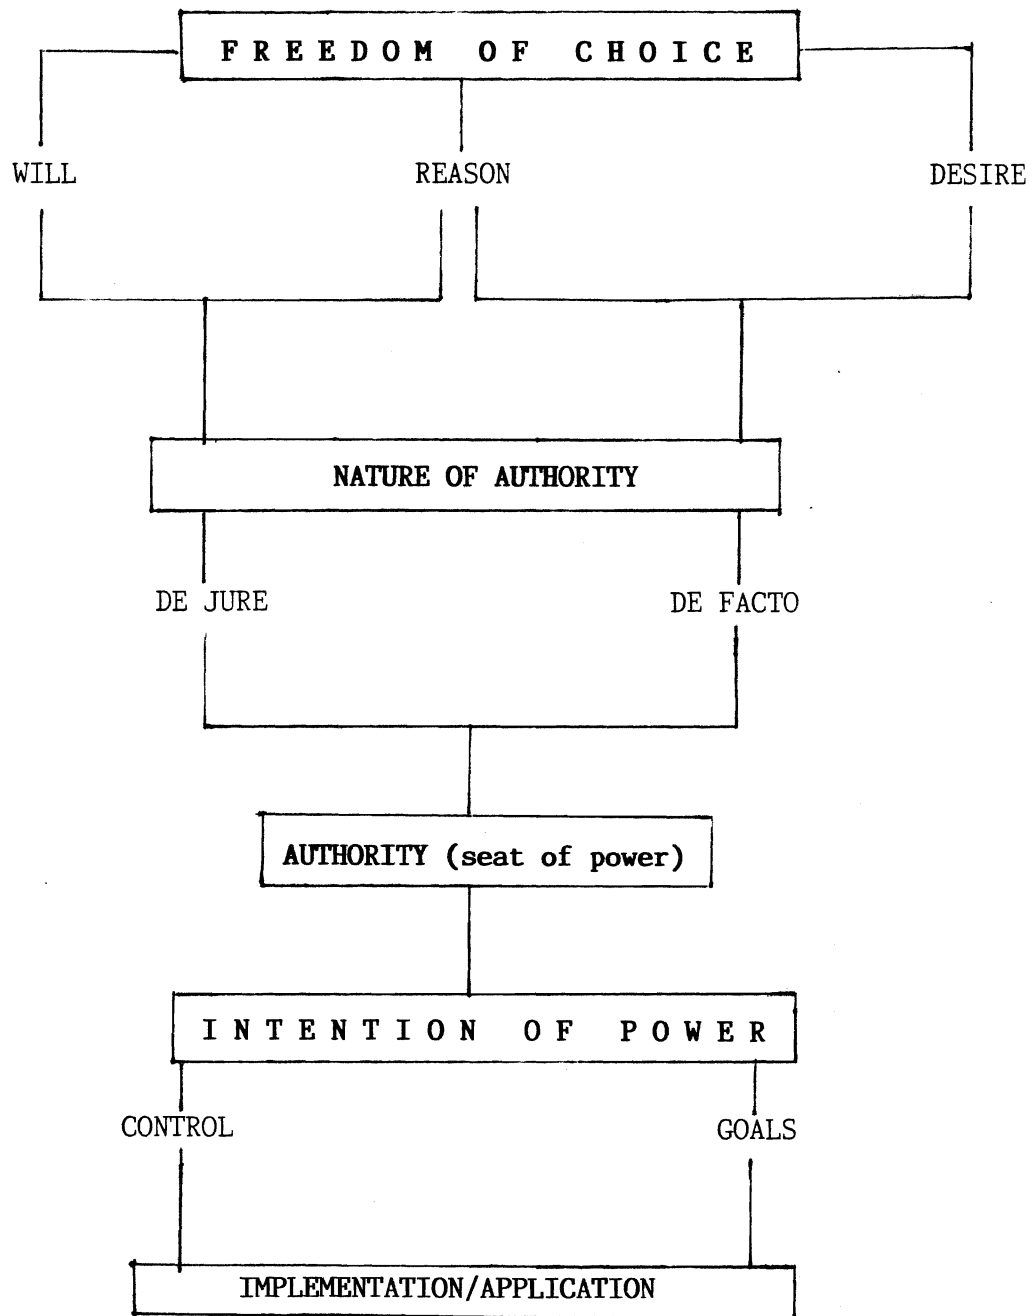 FREEDOM OF CHOICE
WILL REASON DESIRE
NATURE OF AUTHORITY
DE JURE DE FACTO
AUTHORITY (seat of power)
INTENTION OF POWER
CONTROL GOALS
IMPLEMENTATION/APPLICATION